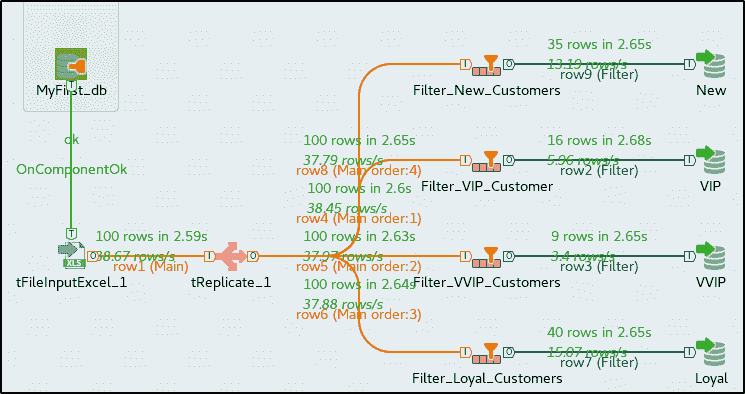 MyFirst_db
T
ok
OnComponentOk
T
XLS
O
tFileInputExcel_1
100 rows in 2.59s
38.67 rows/s
row1 (Main)
I
O
tReplicate_1
100 rows in 2.65s
37.79 rows/s
row8 (Main order:4)
100 rows in 2.6s
38.45 rows/s
row4 (Main order:1)
100 rows in 2.63s
37.97 rows/s
row5 (Main order:2)
100 rows in 2.64s
37.88 rows/s
row6 (Main order:3)
I
O
Filter_New_Customers
35 rows in 2.65s
13.19 rows/s
row9 (Filter)
I
New
I
O
Filter_VIP_Customer
16 rows in 2.68s
5.96 rows/s
row2 (Filter)
I
VIP
I
O
Filter_VVIP_Customers
9 rows in 2.65s
3.4 rows/s
row3 (Filter)
I
VVIP
I
O
Filter_Loyal_Customers
40 rows in 2.65s
15.07 rows/s
row7 (Filter)
I
Loyal